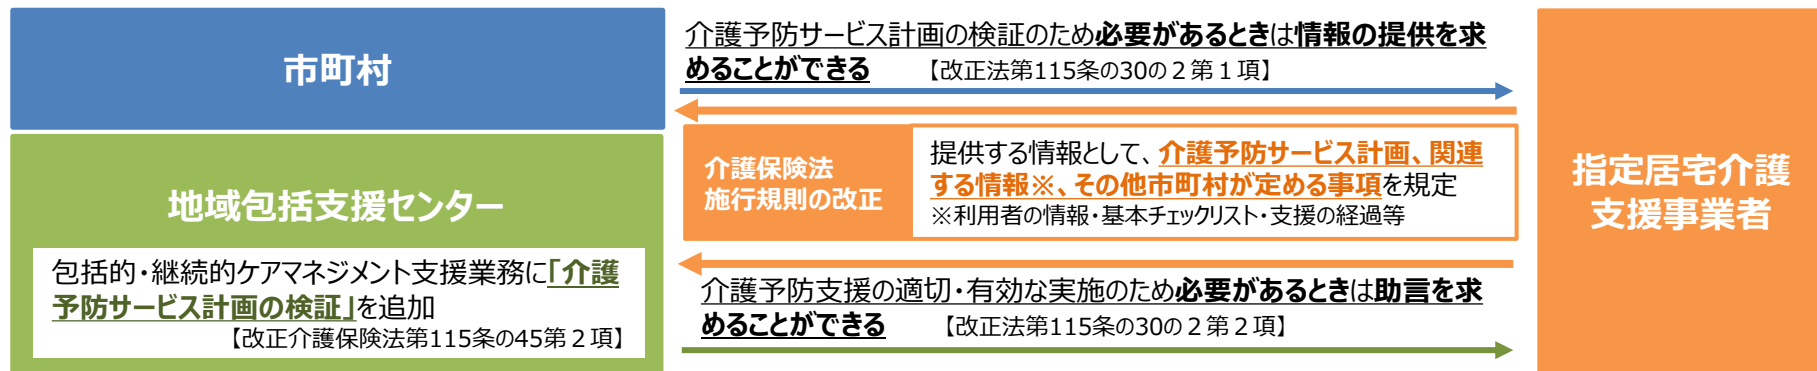 市町村
介護予防サービス計画の検証のため必要があるときは情報の提供を求
めることができる 【改正法第115条の30の２第１項】
介護保険法
施行規則の改正
提供する情報として、介護予防サービス計画、関連
する情報※、その他市町村が定める事項を規定
※利用者の情報・基本チェックリスト・支援の経過等
指定居宅介護
支援事業者
地域包括支援センター
包括的・継続的ケアマネジメント支援業務に「介護
予防サービス計画の検証」を追加
【改正介護保険法第115条の45第２項】
介護予防支援の適切・有効な実施のため必要があるときは助言を求
めることができる 【改正法第115条の30の２第２項】